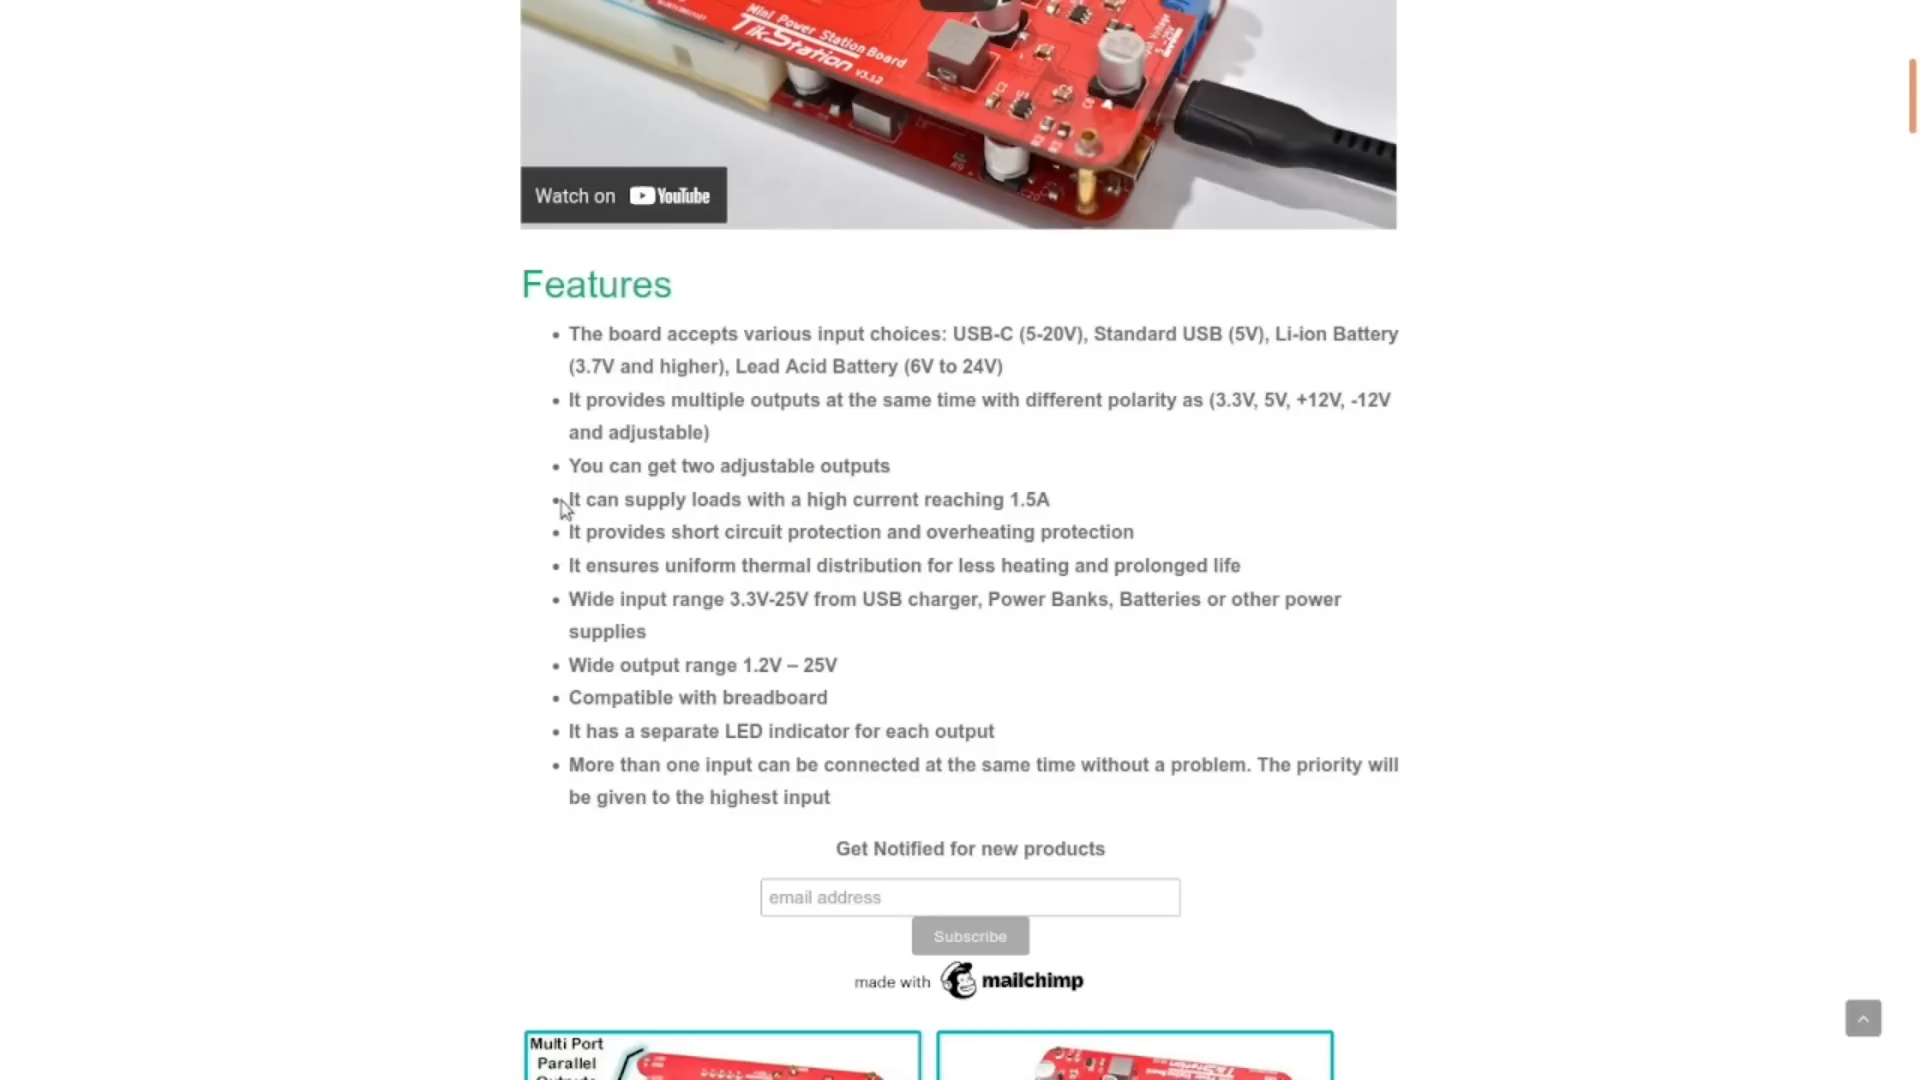 Mini Power Station Board
TikStation V3.1.2
Watch on YouTube
Features
• The board accepts various input choices: USB-C (5-20V), Standard USB (5V), Li-ion Battery
(3.7V and higher), Lead Acid Battery (6V to 24V)
• It provides multiple outputs at the same time with different polarity as (3.3V, 5V, +12V, -12V
and adjustable)
• You can get two adjustable outputs
• It can supply loads with a high current reaching 1.5A
• It provides short circuit protection and overheating protection
• It ensures uniform thermal distribution for less heating and prolonged life
• Wide input range 3.3V-25V from USB charger, Power Banks, Batteries or other power
supplies
• Wide output range 1.2V – 25V
• Compatible with breadboard
• It has a separate LED indicator for each output
• More than one input can be connected at the same time without a problem. The priority will
be given to the highest input
Get Notified for new products
email address
Subscribe
made with mailchimp
Multi Port
Parallel